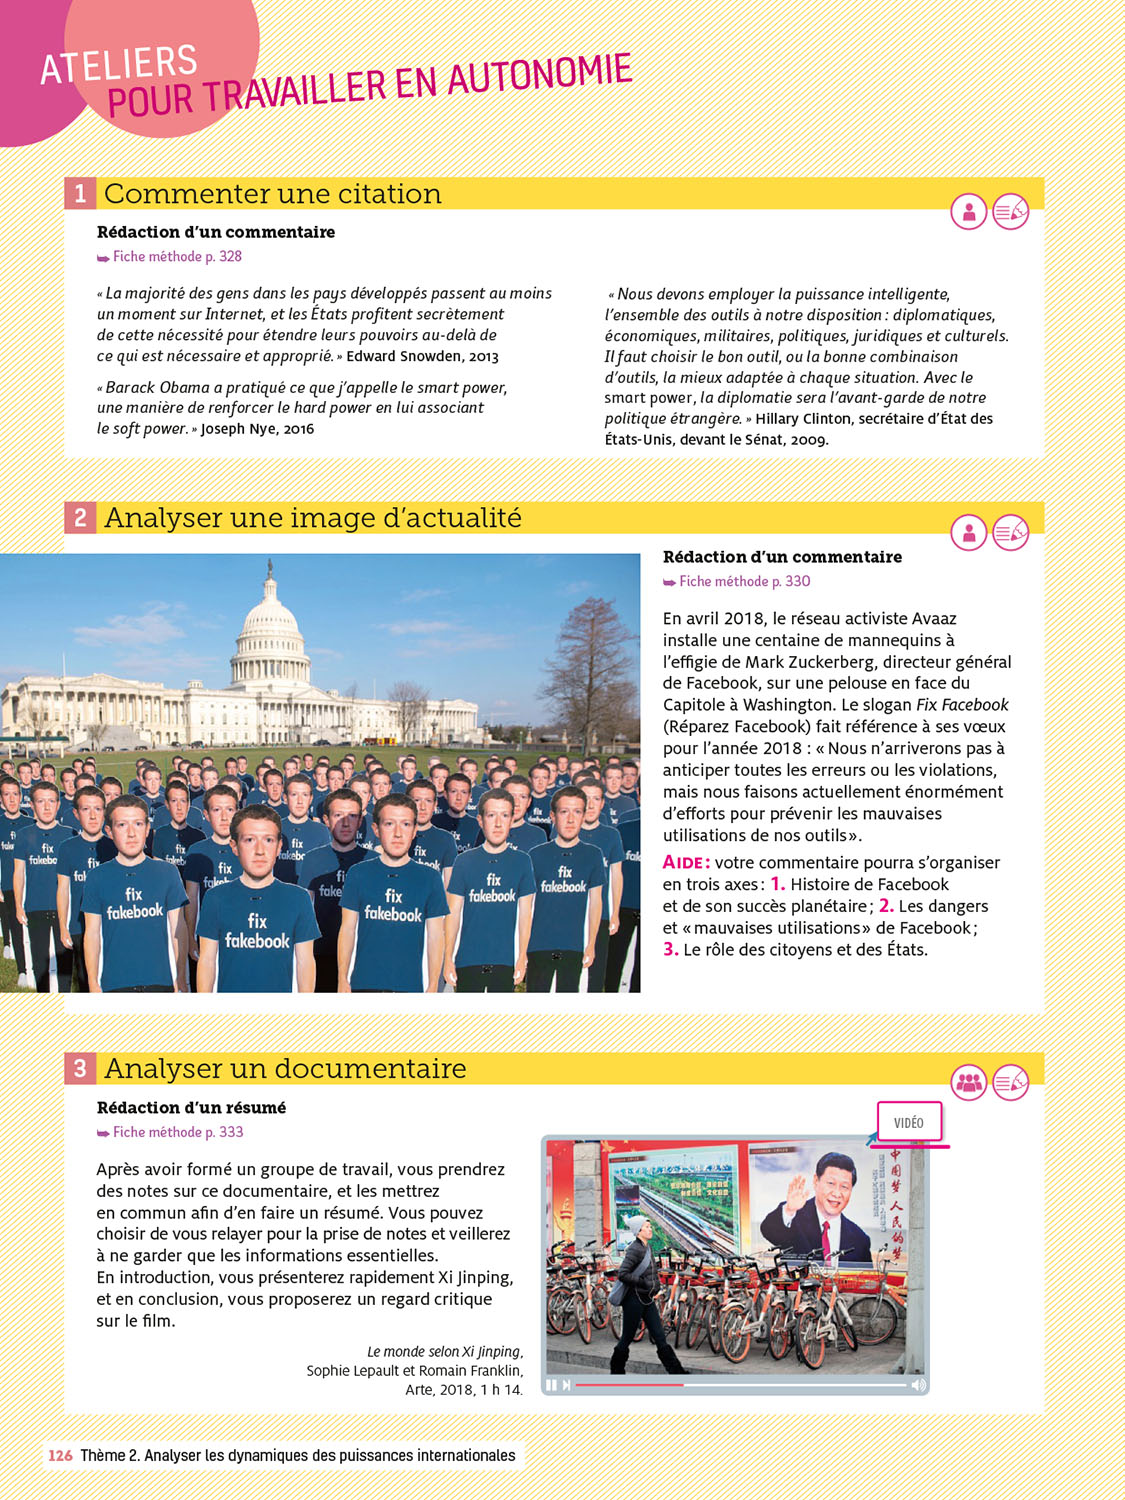 ATELIERS
POUR TRAVAILLER EN AUTONOMIE
1 Commenter une citation
Rédaction d'un commentaire
➥ Fiche méthode p. 328
« La majorité des gens dans les pays développés passent au moins
un moment sur Internet, et les États profitent secrètement
de cette nécessité pour étendre leurs pouvoirs au-delà de
ce qui est nécessaire et approprié. » Edward Snowden, 2013
« Barack Obama a pratiqué ce que j'appelle le smart power,
une manière de renforcer le hard power en lui associant
le soft power. » Joseph Nye, 2016
« Nous devons employer la puissance intelligente,
l'ensemble des outils à notre disposition : diplomatiques,
économiques, militaires, politiques, juridiques et culturels.
Il faut choisir le bon outil, ou la bonne combinaison
d'outils, la mieux adaptée à chaque situation. Avec le
smart power, la diplomatie sera l'avant-garde de notre
politique étrangère. » Hillary Clinton, secrétaire d'État des
États-Unis, devant le Sénat, 2009.
2 Analyser une image d'actualité
fix
fakebook
fix
fakebook
fix
fakebook
fix
fakebook
fix
fakebook
Rédaction d'un commentaire
➥ Fiche méthode p. 330
En avril 2018, le réseau activiste Avaaz
installe une centaine de mannequins à
l'effigie de Mark Zuckerberg, directeur général
de Facebook, sur une pelouse en face du
Capitole à Washington. Le slogan Fix Facebook
(Réparez Facebook) fait référence à ses vœux
pour l'année 2018 : « Nous n'arriverons pas à
anticiper toutes les erreurs ou les violations,
mais nous faisons actuellement énormément
d'efforts pour prévenir les mauvaises
utilisations de nos outils ».
AIDE : votre commentaire pourra s'organiser
en trois axes : 1. Histoire de Facebook
et de son succès planétaire ; 2. Les dangers
et « mauvaises utilisations » de Facebook ;
3. Le rôle des citoyens et des États.
3 Analyser un documentaire
Rédaction d'un résumé
➥ Fiche méthode p. 333
Après avoir formé un groupe de travail, vous prendrez
des notes sur ce documentaire, et les mettrez
en commun afin d'en faire un résumé. Vous pouvez
choisir de vous relayer pour la prise de notes et veillerez
à ne garder que les informations essentielles.
En introduction, vous présenterez rapidement Xi Jinping,
et en conclusion, vous proposerez un regard critique
sur le film.
Le monde selon Xi Jinping,
Sophie Lepault et Romain Franklin,
Arte, 2018, 1 h 14.
VIDÉO
中国梦 人民的梦
126 Thème 2. Analyser les dynamiques des puissances internationales